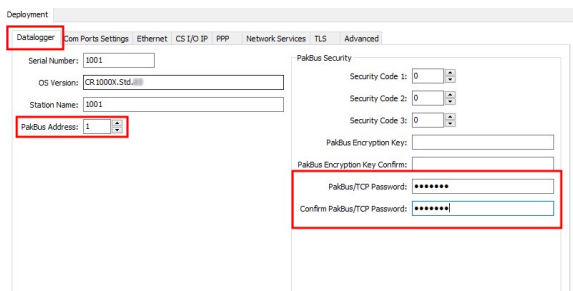 Deployment
Datalogger Com Ports Settings Ethernet CS I/O IP PPP Network Services TLS Advanced
Serial Number: 1001
OS Version: CR1000X.Std.
Station Name: 1001
PakBus Address: 1
PakBus Security
Security Code 1: 0
Security Code 2: 0
Security Code 3: 0
PakBus Encryption Key:
PakBus Encryption Key Confirm:
PakBus/TCP Password: •••••••
Confirm PakBus/TCP Password: •••••••